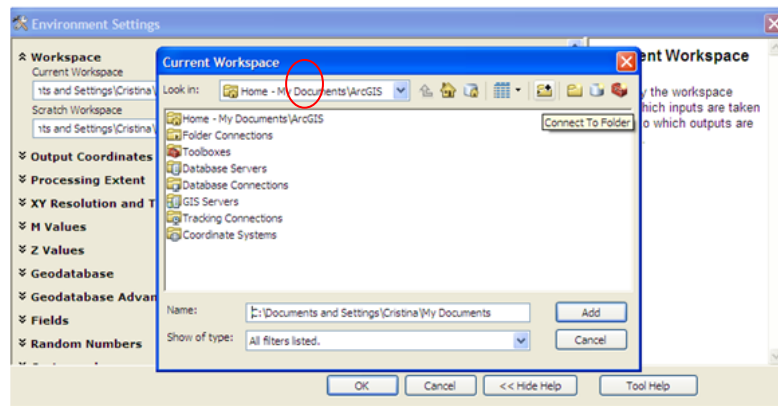 Environment Settings
Workspace
Current Workspace
nts and Settings\Cristina\
Scratch Workspace
nts and Settings\Cristina\
Output Coordinates
Processing Extent
XY Resolution and T
M Values
Z Values
Geodatabase
Geodatabase Advan
Fields
Random Numbers
Current Workspace
Look in:
Home - My Documents\ArcGIS
Connect To Folder
Home - My Documents\ArcGIS
Folder Connections
Toolboxes
Database Servers
Database Connections
GIS Servers
Tracking Connections
Coordinate Systems
Name:
C:\Documents and Settings\Cristina\My Documents
Add
Show of type:
All filters listed.
Cancel
ent Workspace
y the workspace
hich inputs are taken
o which outputs are
OK
Cancel
<< Hide Help
Tool Help